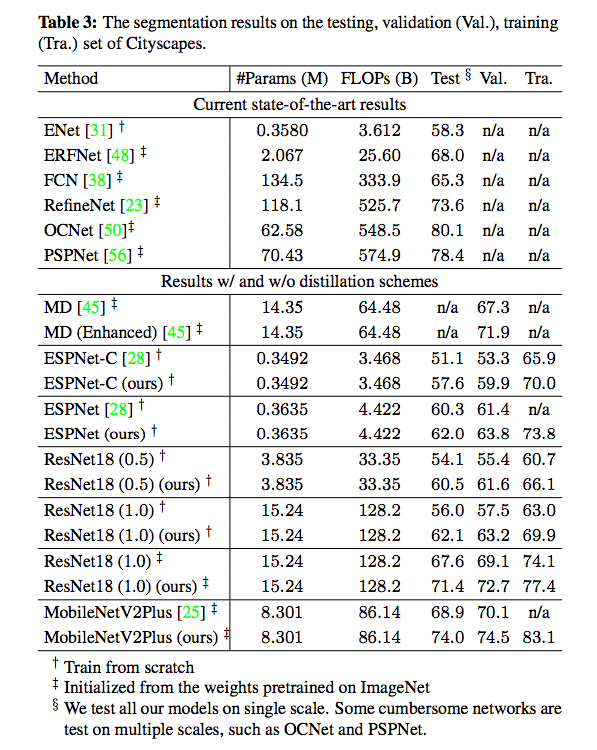 Table 3: The segmentation results on the testing, validation (Val.), training
(Tra.) set of Cityscapes.
Method #Params (M) FLOPs (B) Test § Val. Tra.
Current state-of-the-art results
ENet [31] † 0.3580 3.612 58.3 n/a n/a
ERFNet [48] ‡ 2.067 25.60 68.0 n/a n/a
FCN [38] ‡ 134.5 333.9 65.3 n/a n/a
RefineNet [23] ‡ 118.1 525.7 73.6 n/a n/a
OCNet [50]‡ 62.58 548.5 80.1 n/a n/a
PSPNet [56] ‡ 70.43 574.9 78.4 n/a n/a
Results w/ and w/o distillation schemes
MD [45] ‡ 14.35 64.48 n/a 67.3 n/a
MD (Enhanced) [45] ‡ 14.35 64.48 n/a 71.9 n/a
ESPNet-C [28] † 0.3492 3.468 51.1 53.3 65.9
ESPNet-C (ours) † 0.3492 3.468 57.6 59.9 70.0
ESPNet [28] † 0.3635 4.422 60.3 61.4 n/a
ESPNet (ours) † 0.3635 4.422 62.0 63.8 73.8
ResNet18 (0.5) † 3.835 33.35 54.1 55.4 60.7
ResNet18 (0.5) (ours) † 3.835 33.35 60.5 61.6 66.1
ResNet18 (1.0) † 15.24 128.2 56.0 57.5 63.0
ResNet18 (1.0) (ours) † 15.24 128.2 62.1 63.2 69.9
ResNet18 (1.0) ‡ 15.24 128.2 67.6 69.1 74.1
ResNet18 (1.0) (ours) ‡ 15.24 128.2 71.4 72.7 77.4
MobileNetV2Plus [25] ‡ 8.301 86.14 68.9 70.1 n/a
MobileNetV2Plus (ours) ‡ 8.301 86.14 74.0 74.5 83.1
† Train from scratch
‡ Initialized from the weights pretrained on ImageNet
§ We test all our models on single scale. Some cumbersome networks are
test on multiple scales, such as OCNet and PSPNet.